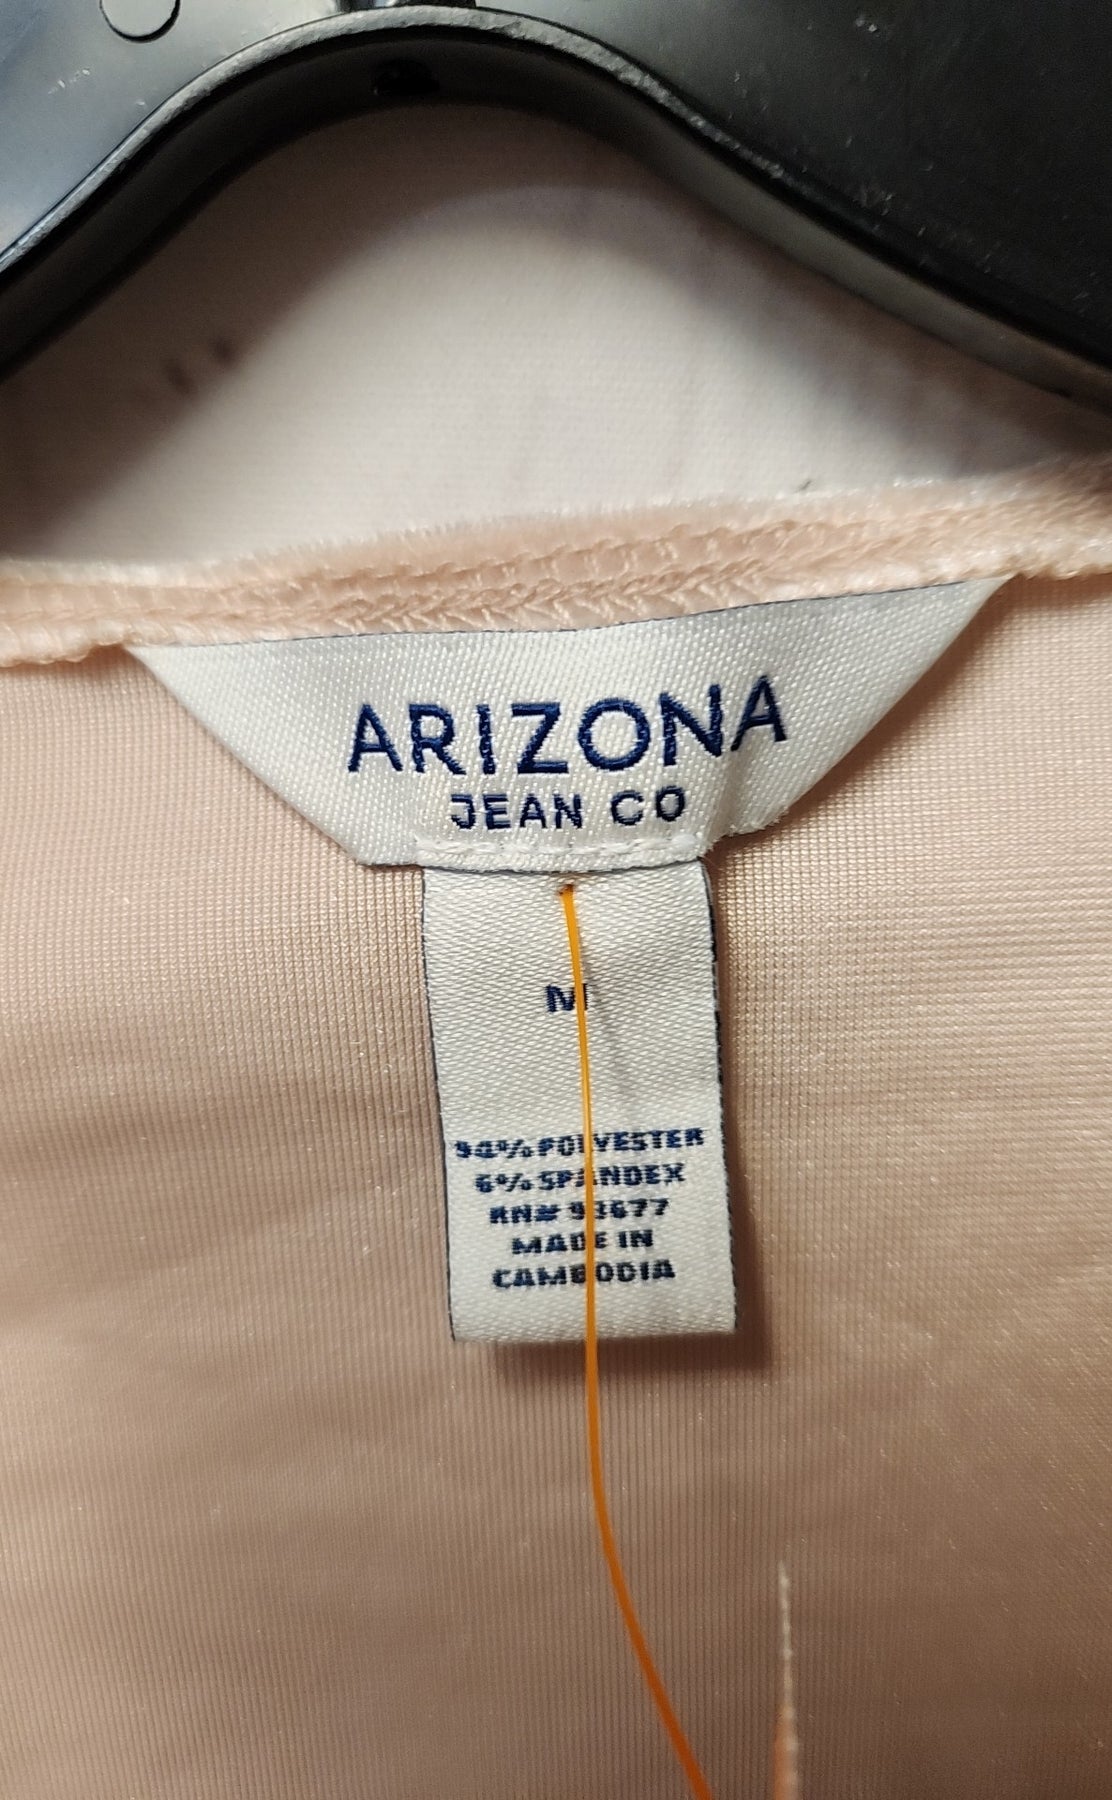 ARIZONA
JEAN CO
M
94% POLYESTER
6% SPANDEX
RN# 93677
MADE IN
CAMBODIA